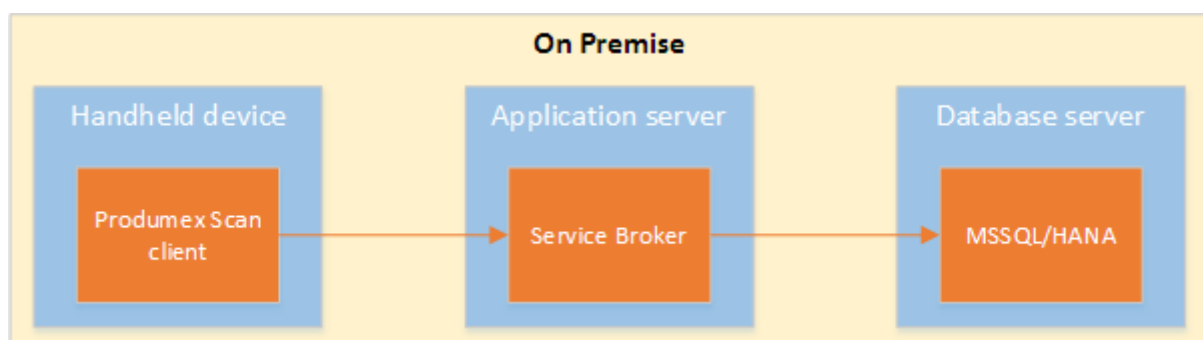 On Premise
Handheld device
Application server
Database server
Produmex Scan
client
Service Broker
MSSQL/HANA